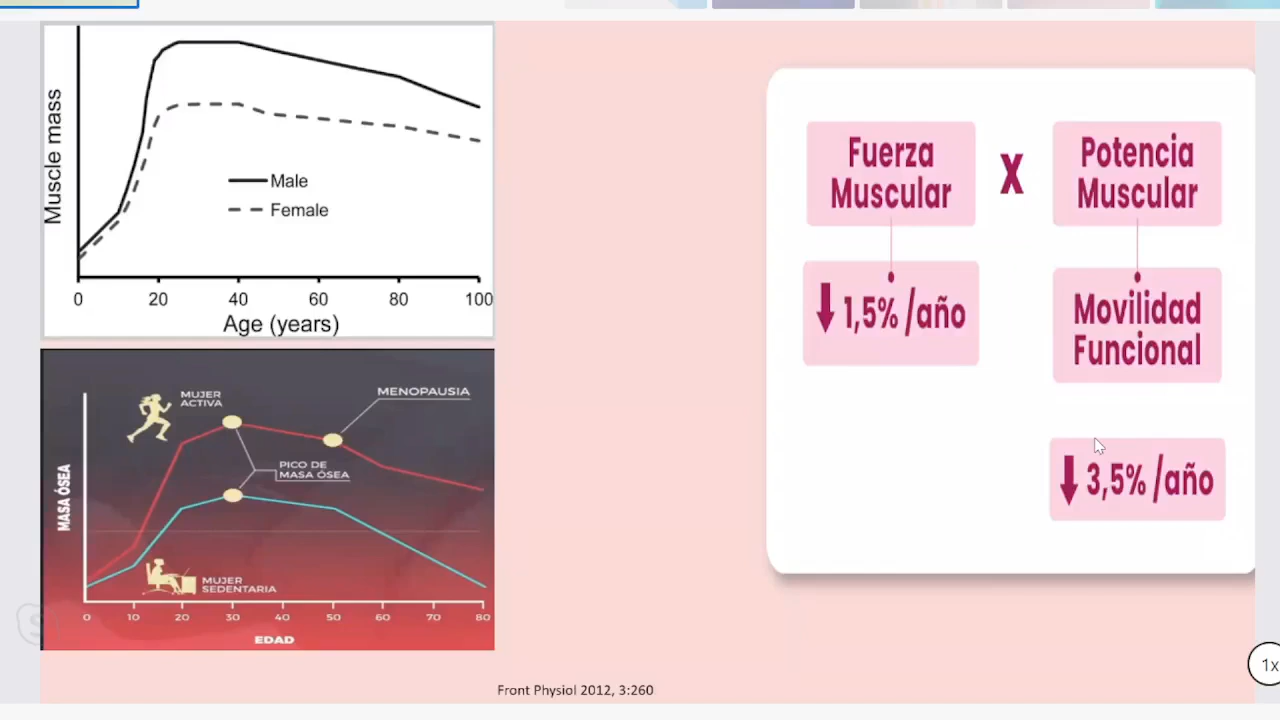 Muscle mass
Male
Female
0 20 40 60 80 100
Age (years)
MUJER
ACTIVA
MENOPAUSIA
PICO DE
MASA ÓSEA
MASA ÓSEA
MUJER
SEDENTARIA
0 10 20 30 40 50 60 70 80
EDAD
Fuerza
Muscular
X
Potencia
Muscular
↓ 1,5% /año
Movilidad
Funcional
↓ 3,5% /año
Front Physiol 2012, 3:260
1x